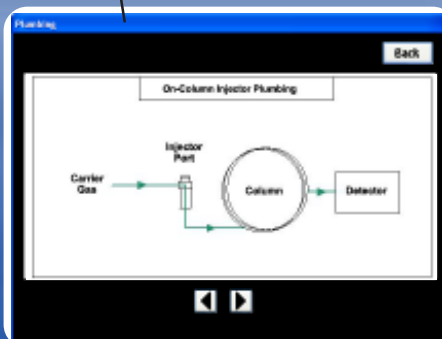 Plumbing
Back
On-Column Injector Plumbing
Injector
Port
Carrier
Gas
Column
Detector